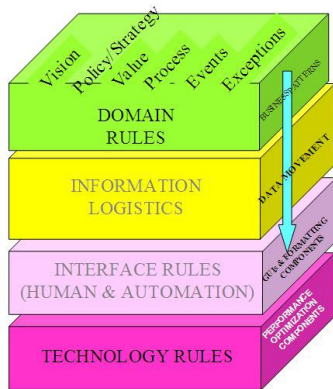 Vision
Policy/Strategy
Value
Process
Events
Exceptions
DOMAIN
RULES
BUSINESS PATTERNS
INFORMATION
LOGISTICS
DATA MOVEMENT
INTERFACE RULES
(HUMAN & AUTOMATION)
GUI & FORMATTING
COMPONENTS
TECHNOLOGY RULES
PERFORMANCE
OPTIMIZATION
COMPONENTS